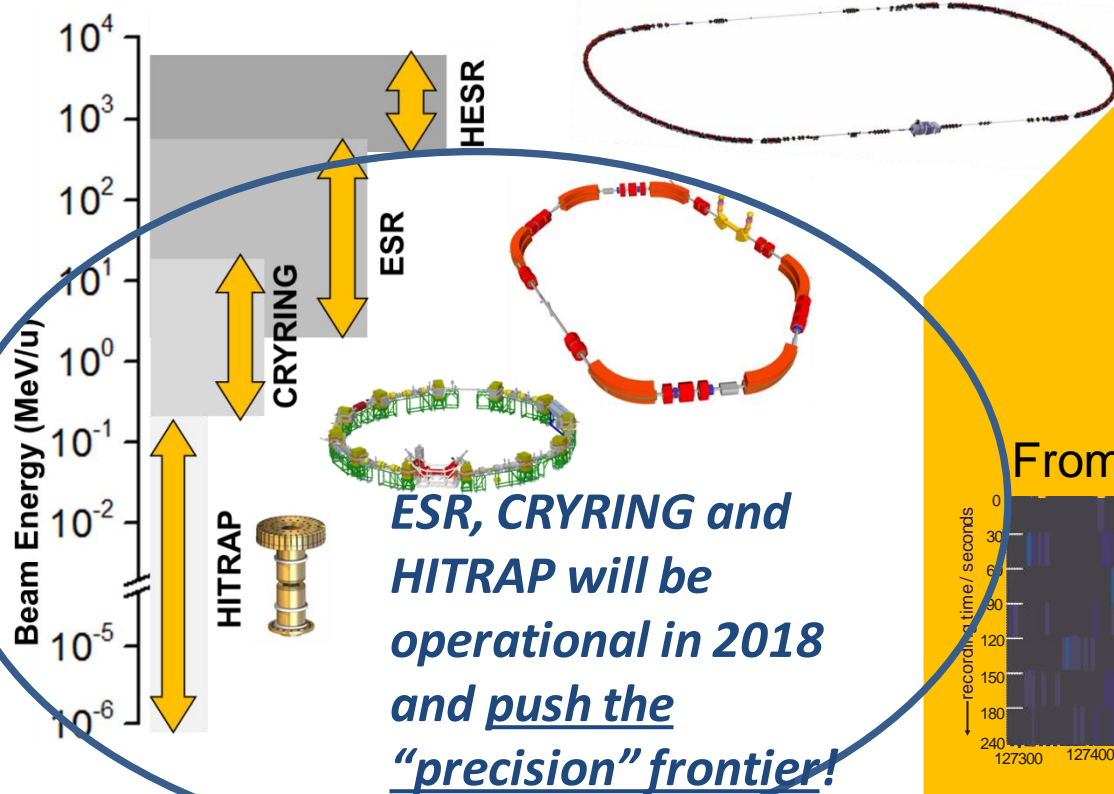 10^4
10^3
10^2
10^1
10^0
10^-1
10^-2
10^-5
10^-6
Beam Energy (MeV/u)
HESR
ESR
CRYRING
HITRAP
ESR, CRYRING and
HITRAP will be
operational in 2018
and push the
“precision” frontier!
From
recording time / seconds
0
30
60
90
120
150
180
240
127300 127400